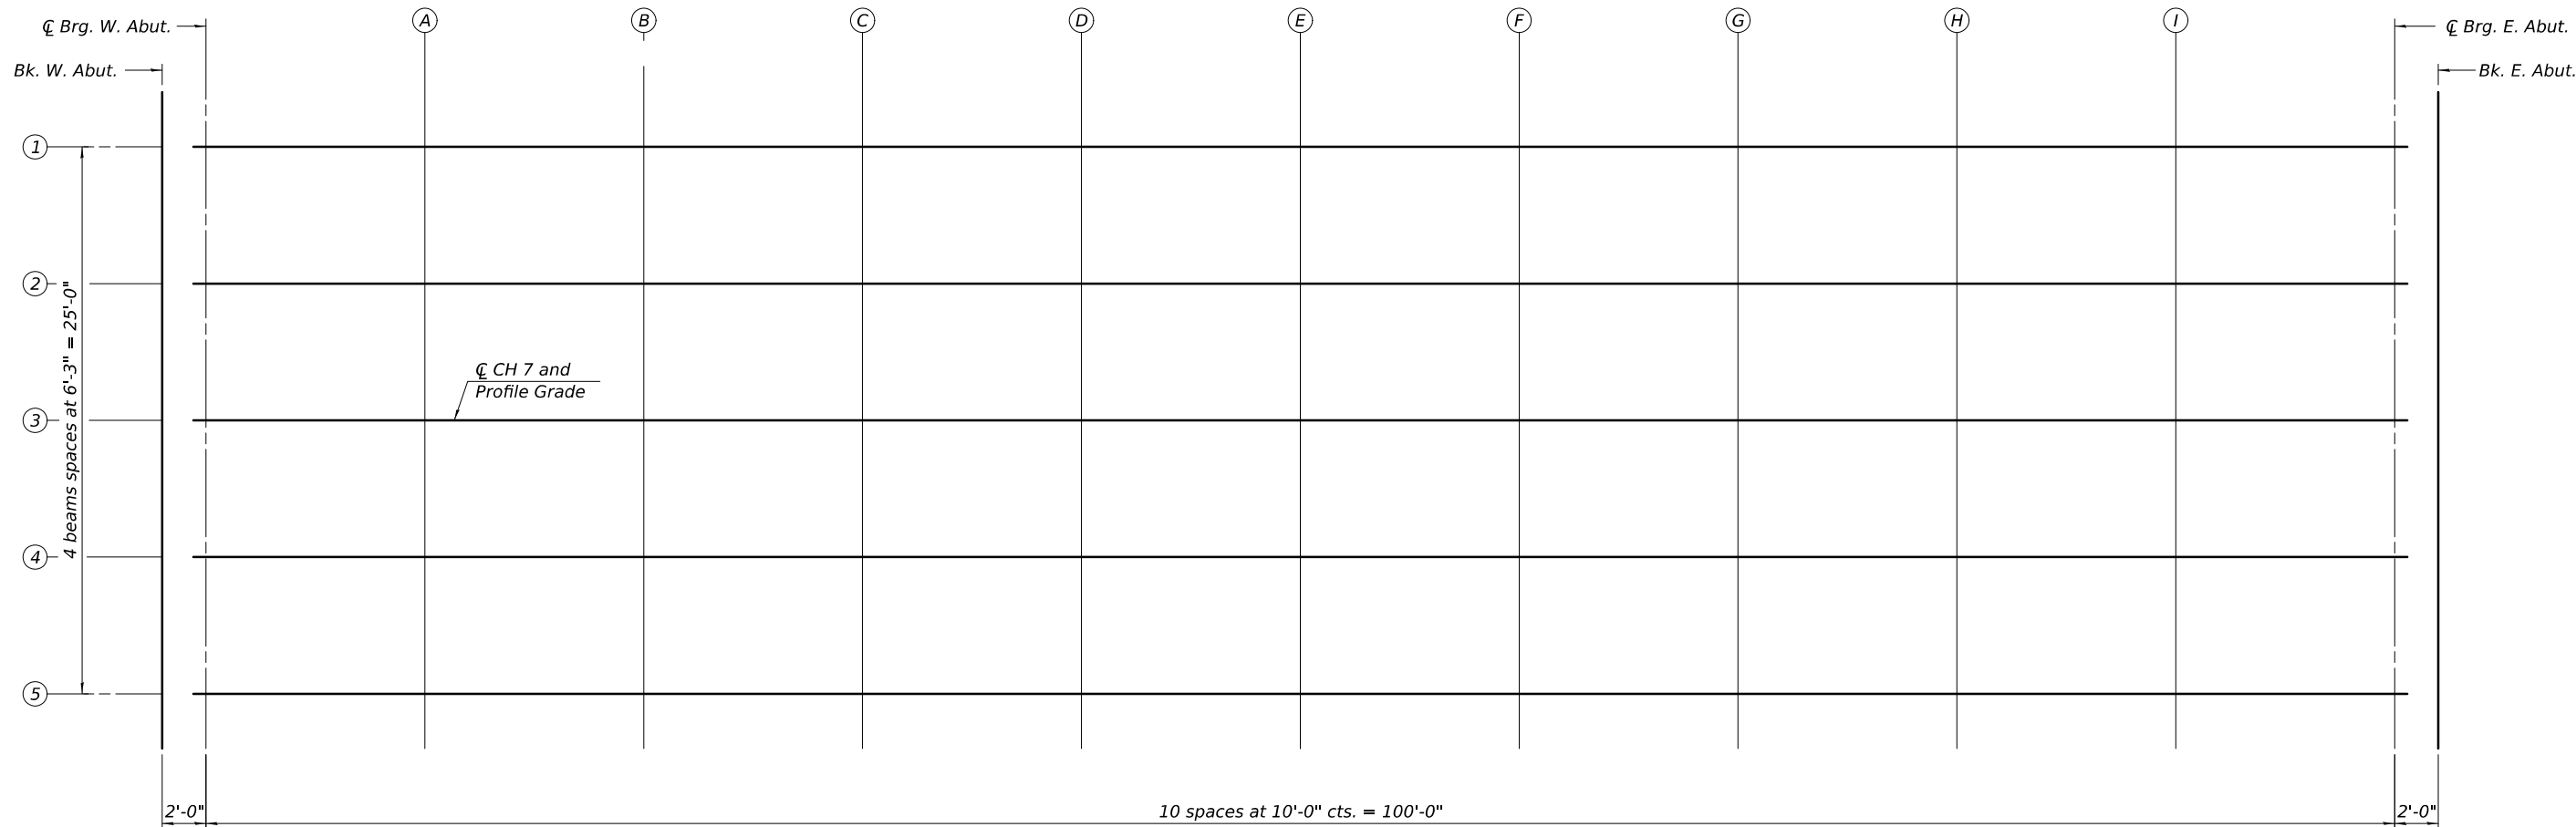 ℄ Brg. W. Abut.
A
B
C
D
E
F
G
H
I
℄ Brg. E. Abut.
Bk. W. Abut.
Bk. E. Abut.
1
2
4 beams spaces at 6'-3" = 25'-0"
℄ CH 7 and
Profile Grade
3
4
5
2'-0"
10 spaces at 10'-0" cts. = 100'-0"
2'-0"